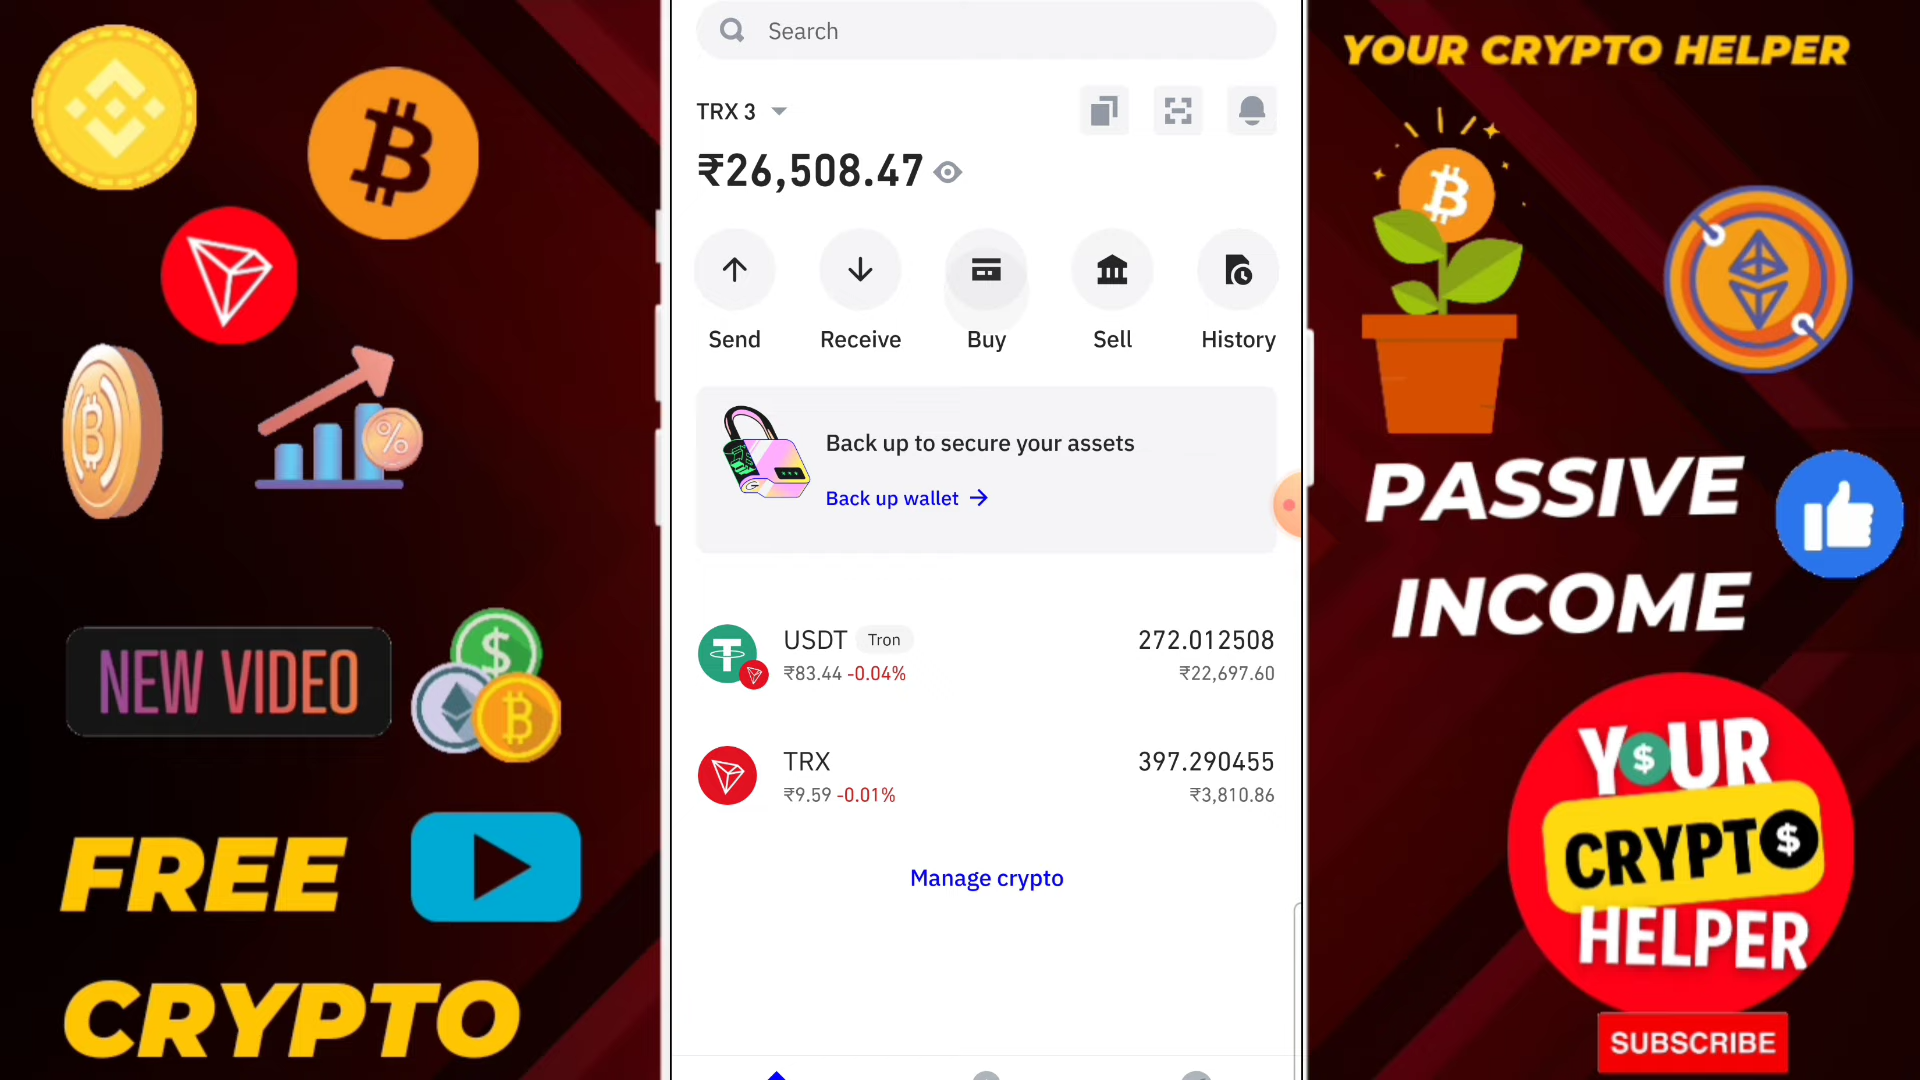 YOUR CRYPTO HELPER
Search
TRX 3
₹26,508.47
Send
Receive
Buy
Sell
History
Back up to secure your assets
Back up wallet →
USDT Tron 272.012508
₹83.44 -0.04% ₹22,697.60
TRX 397.290455
₹9.59 -0.01% ₹3,810.86
Manage crypto
%
NEW VIDEO
FREE
CRYPTO
PASSIVE
INCOME
Y$UR
CRYPT$
HELPER
SUBSCRIBE